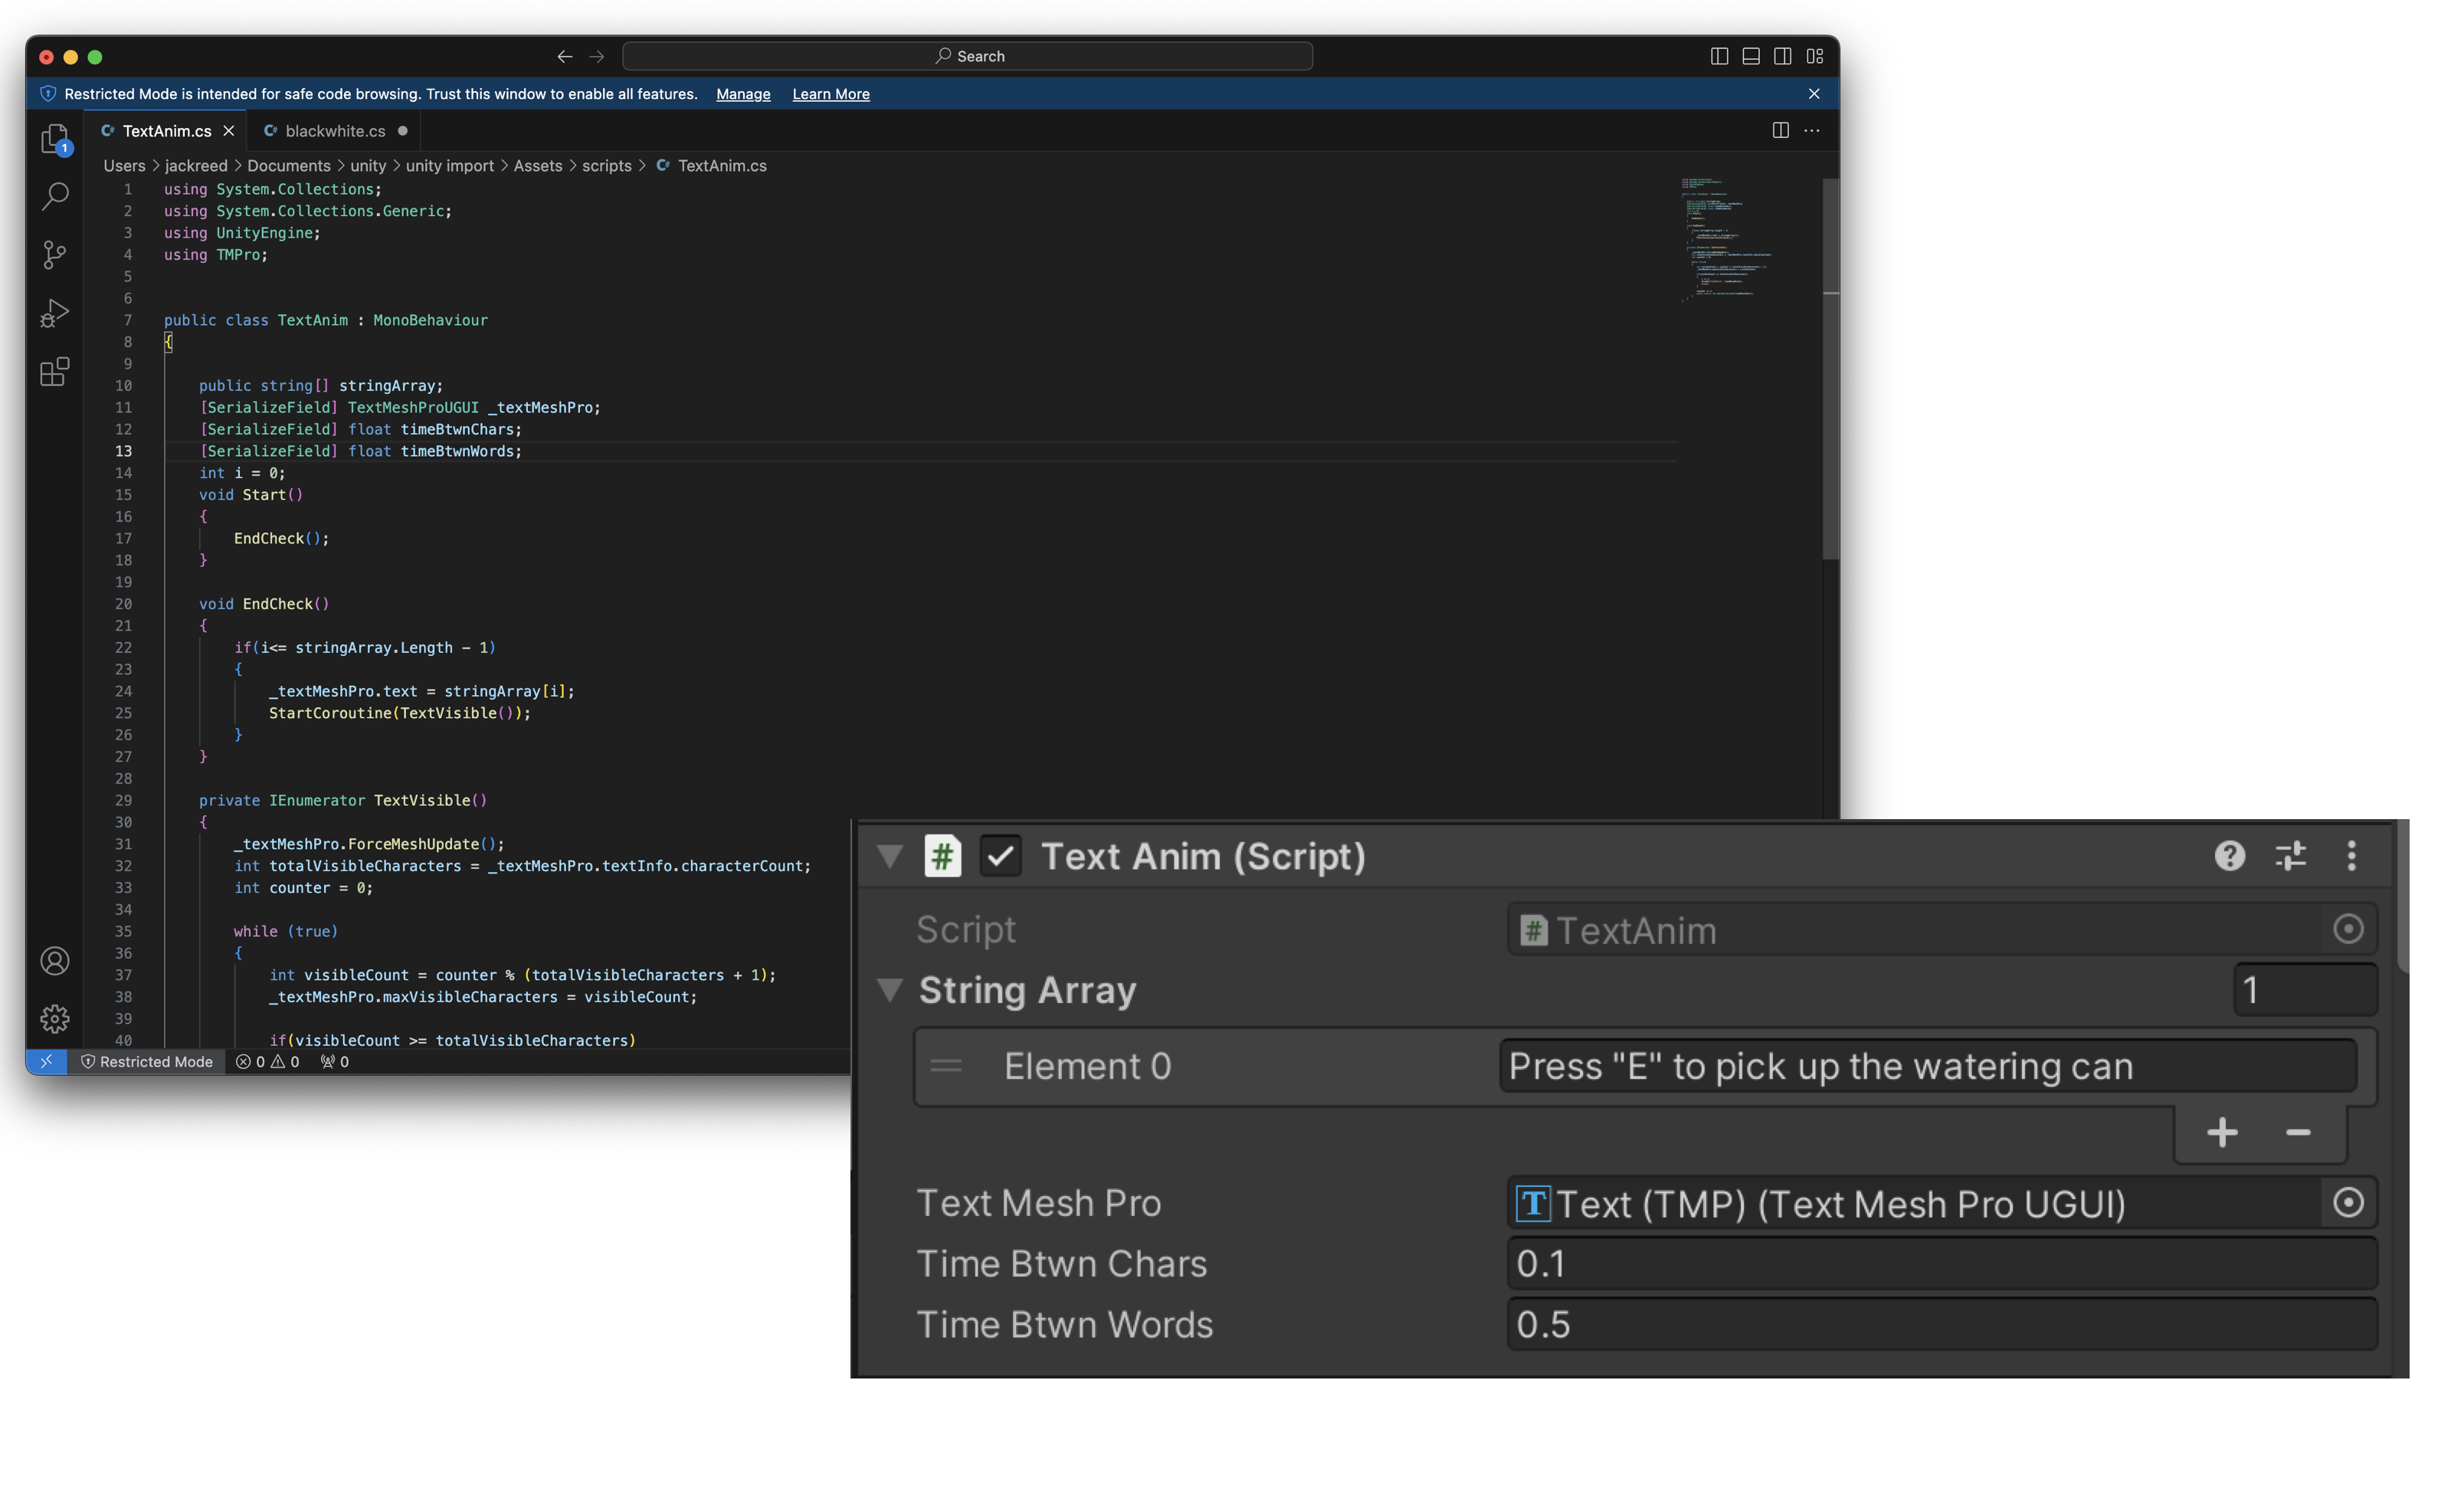 Search
Restricted Mode is intended for safe code browsing. Trust this window to enable all features. Manage Learn More
TextAnim.cs blackwhite.cs
1
Users > jackreed > Documents > unity > unity import > Assets > scripts > TextAnim.cs
1 using System.Collections;
2 using System.Collections.Generic;
3 using UnityEngine;
4 using TMPro;
5
6
7 public class TextAnim : MonoBehaviour
8 {
9
10 public string[] stringArray;
11 [SerializeField] TextMeshProUGUI _textMeshPro;
12 [SerializeField] float timeBtwnChars;
13 [SerializeField] float timeBtwnWords;
14 int i = 0;
15 void Start()
16 {
17 EndCheck();
18 }
19
20 void EndCheck()
21 {
22 if(i<= stringArray.Length - 1)
23 {
24 _textMeshPro.text = stringArray[i];
25 StartCoroutine(TextVisible());
26 }
27 }
28
29 private IEnumerator TextVisible()
30 {
31 _textMeshPro.ForceMeshUpdate();
32 int totalVisibleCharacters = _textMeshPro.textInfo.characterCount;
33 int counter = 0;
34
35 while (true)
36 {
37 int visibleCount = counter % (totalVisibleCharacters + 1);
38 _textMeshPro.maxVisibleCharacters = visibleCount;
39
40 if(visibleCount >= totalVisibleCharacters)
Restricted Mode 0 0 0
Text Anim (Script)
Script TextAnim
String Array 1
Element 0 Press "E" to pick up the watering can
+ −
Text Mesh Pro Text (TMP) (Text Mesh Pro UGUI)
Time Btwn Chars 0.1
Time Btwn Words 0.5